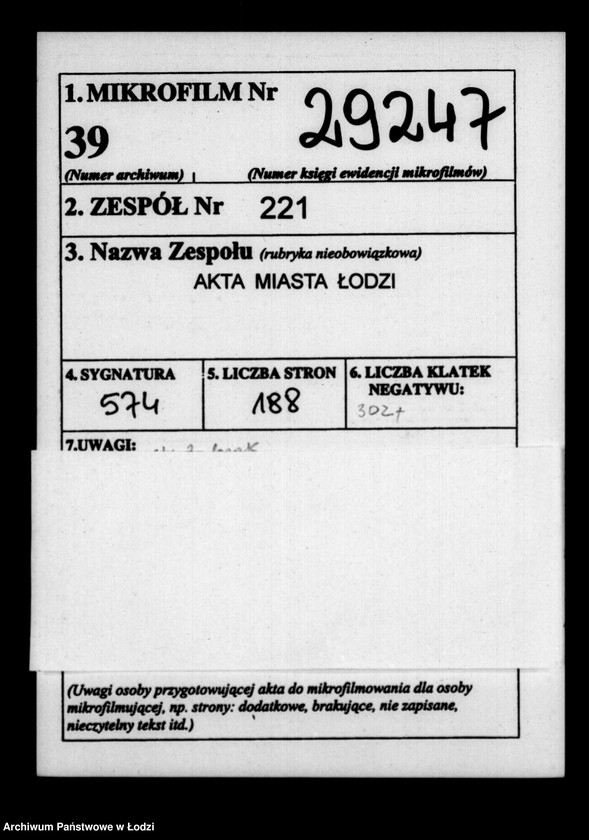 1. MIKROFILM Nr 29247
39
(Numer archiwum) (Numer księgi ewidencji mikrofilmów)
2. ZESPÓŁ Nr 221
3. Nazwa Zespołu (rubryka nieobowiązkowa)
AKTA MIASTA ŁODZI
4. SYGNATURA 5. LICZBA STRON 6. LICZBA KLATEK
NEGATYWU:
574 188 302+
7. UWAGI:
(Uwagi osoby przygotowującej akta do mikrofilmowania dla osoby
mikrofilmującej, np. strony: dodatkowe, brakujące, nie zapisane,
nieczytelny tekst itd.)
Archiwum Państwowe w Łodzi